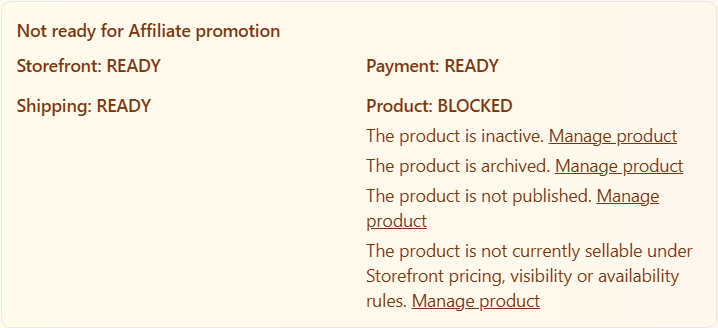 Not ready for Affiliate promotion
Storefront: READY
Payment: READY
Shipping: READY
Product: BLOCKED
The product is inactive. Manage product
The product is archived. Manage product
The product is not published. Manage
product
The product is not currently sellable under
Storefront pricing, visibility or availability
rules. Manage product